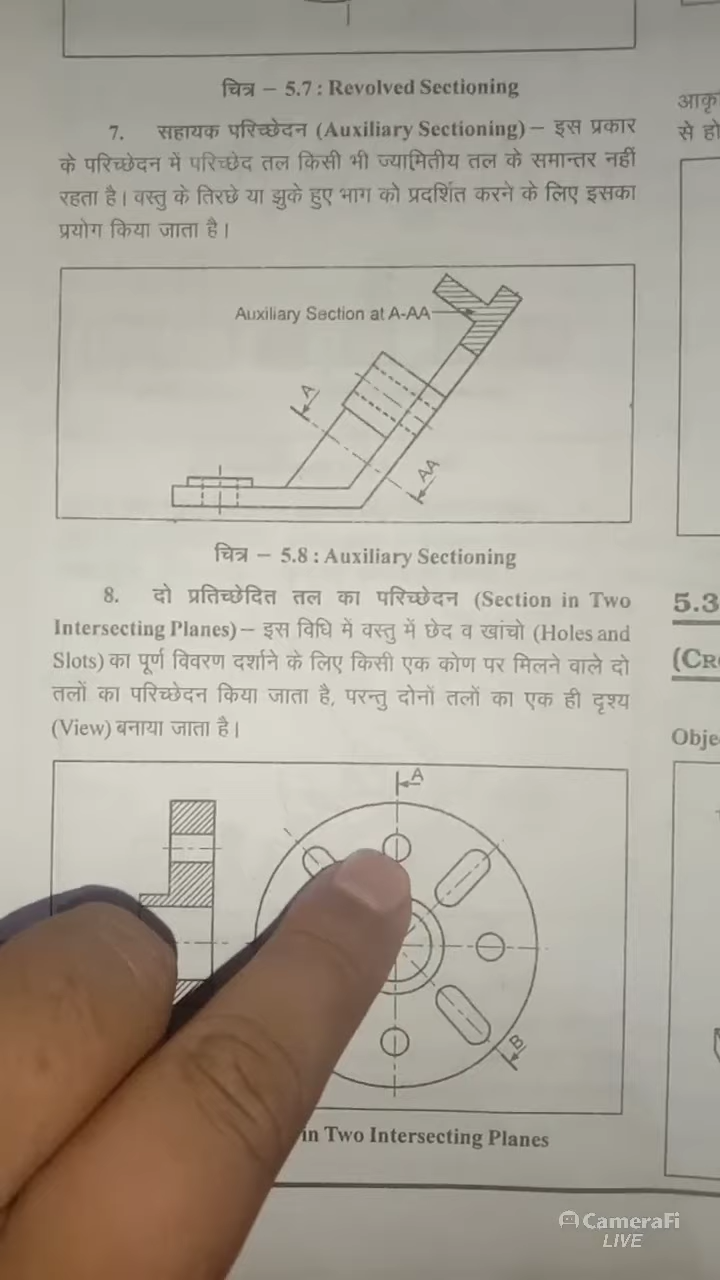 चित्र – 5.7 : Revolved Sectioning
7. सहायक परिच्छेदन (Auxiliary Sectioning) – इस प्रकार
के परिच्छेदन में परिच्छेद तल किसी भी ज्यामितीय तल के समान्तर नहीं
रहता है। वस्तु के तिरछे या झुके हुए भाग को प्रदर्शित करने के लिए इसका
प्रयोग किया जाता है।
Auxiliary Section at A-AA
A
AA
चित्र – 5.8 : Auxiliary Sectioning
8. दो प्रतिच्छेदित तल का परिच्छेदन (Section in Two
Intersecting Planes) – इस विधि में वस्तु में छेद व खांचो (Holes and
Slots) का पूर्ण विवरण दर्शाने के लिए किसी एक कोण पर मिलने वाले दो
तलों का परिच्छेदन किया जाता है, परन्तु दोनों तलों का एक ही दृश्य
(View) बनाया जाता है।
A
B
in Two Intersecting Planes
आकृ
से हो
5.3
Obje
CameraFi
LIVE